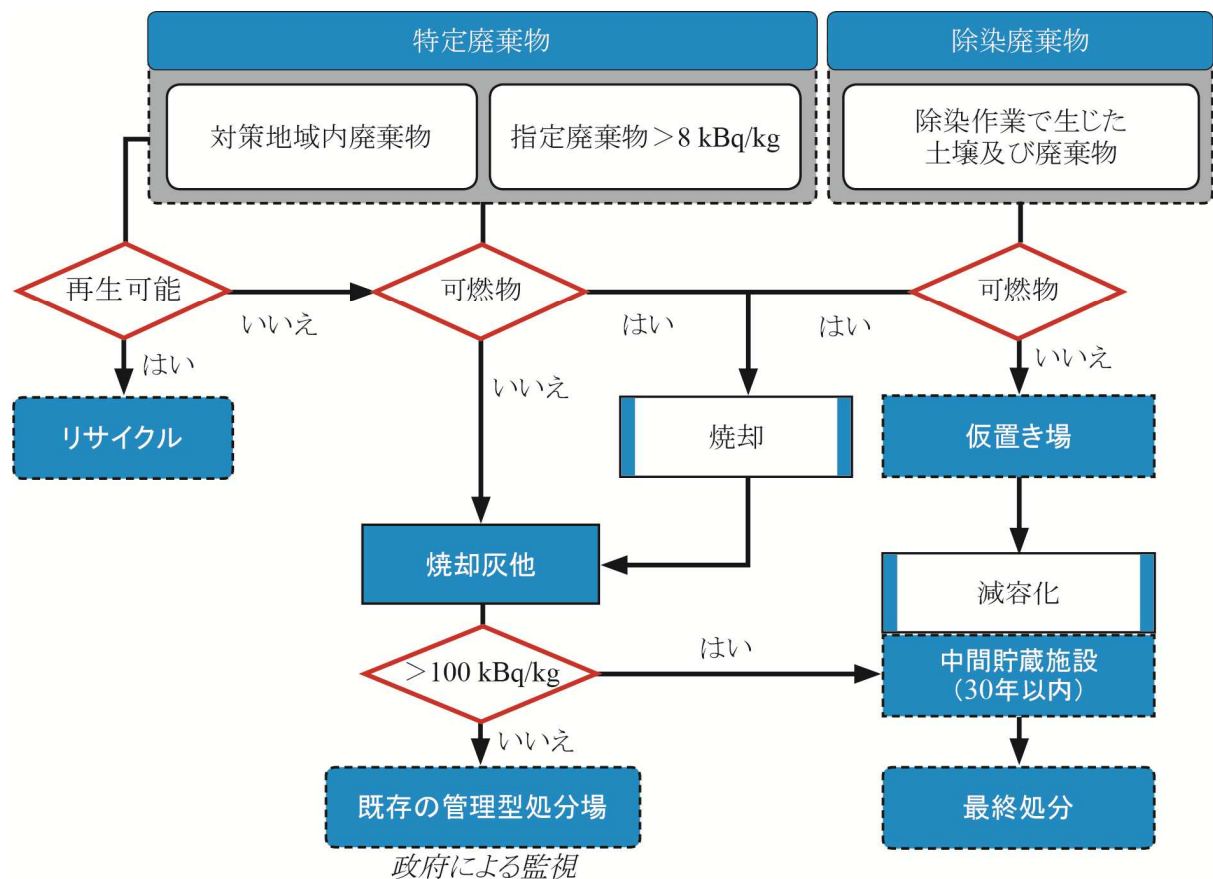 特定廃棄物
除染廃棄物
対策地域内廃棄物
指定廃棄物＞8 kBq/kg
除染作業で生じた
土壌及び廃棄物
再生可能
可燃物
可燃物
いいえ
はい
はい
はい
いいえ
いいえ
リサイクル
焼却
仮置き場
焼却灰他
減容化
＞100 kBq/kg
はい
中間貯蔵施設
（30年以内）
いいえ
既存の管理型処分場
最終処分
政府による監視